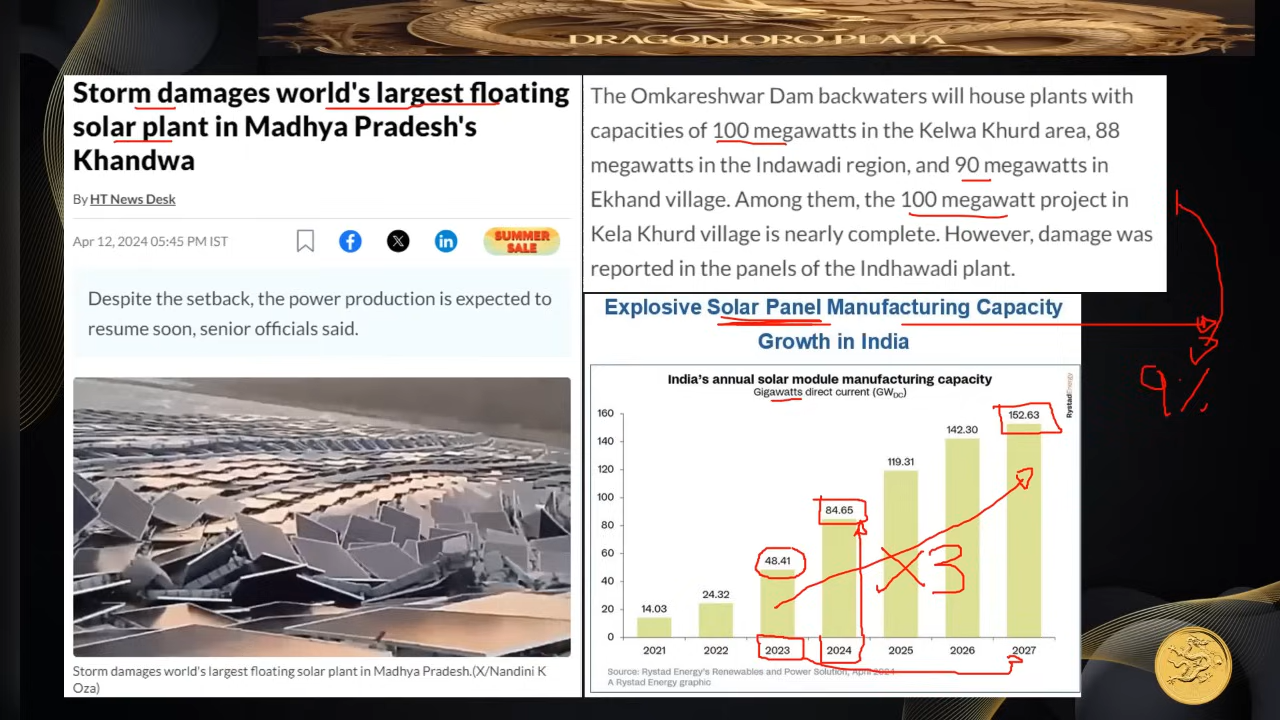 DRAGON ORO PLATA
Storm damages world's largest floating
solar plant in Madhya Pradesh's
Khandwa
By HT News Desk
Apr 12, 2024 05:45 PM IST
SUMMER
SALE
Despite the setback, the power production is expected to
resume soon, senior officials said.
Storm damages world's largest floating solar plant in Madhya Pradesh.(X/Nandini K
Oza)
The Omkareshwar Dam backwaters will house plants with
capacities of 100 megawatts in the Kelwa Khurd area, 88
megawatts in the Indawadi region, and 90 megawatts in
Ekhand village. Among them, the 100 megawatt project in
Kela Khurd village is nearly complete. However, damage was
reported in the panels of the Indhawadi plant.
Explosive Solar Panel Manufacturing Capacity
Growth in India
India's annual solar module manufacturing capacity
Gigawatts direct current (GWDC)
RystadEnergy
160
140
120
100
80
60
40
20
0
14.03
24.32
48.41
84.65
119.31
142.30
152.63
2021
2022
2023
2024
2025
2026
2027
X3
9%
Source: Rystad Energy's Renewables and Power Solution, April 2024
A Rystad Energy graphic